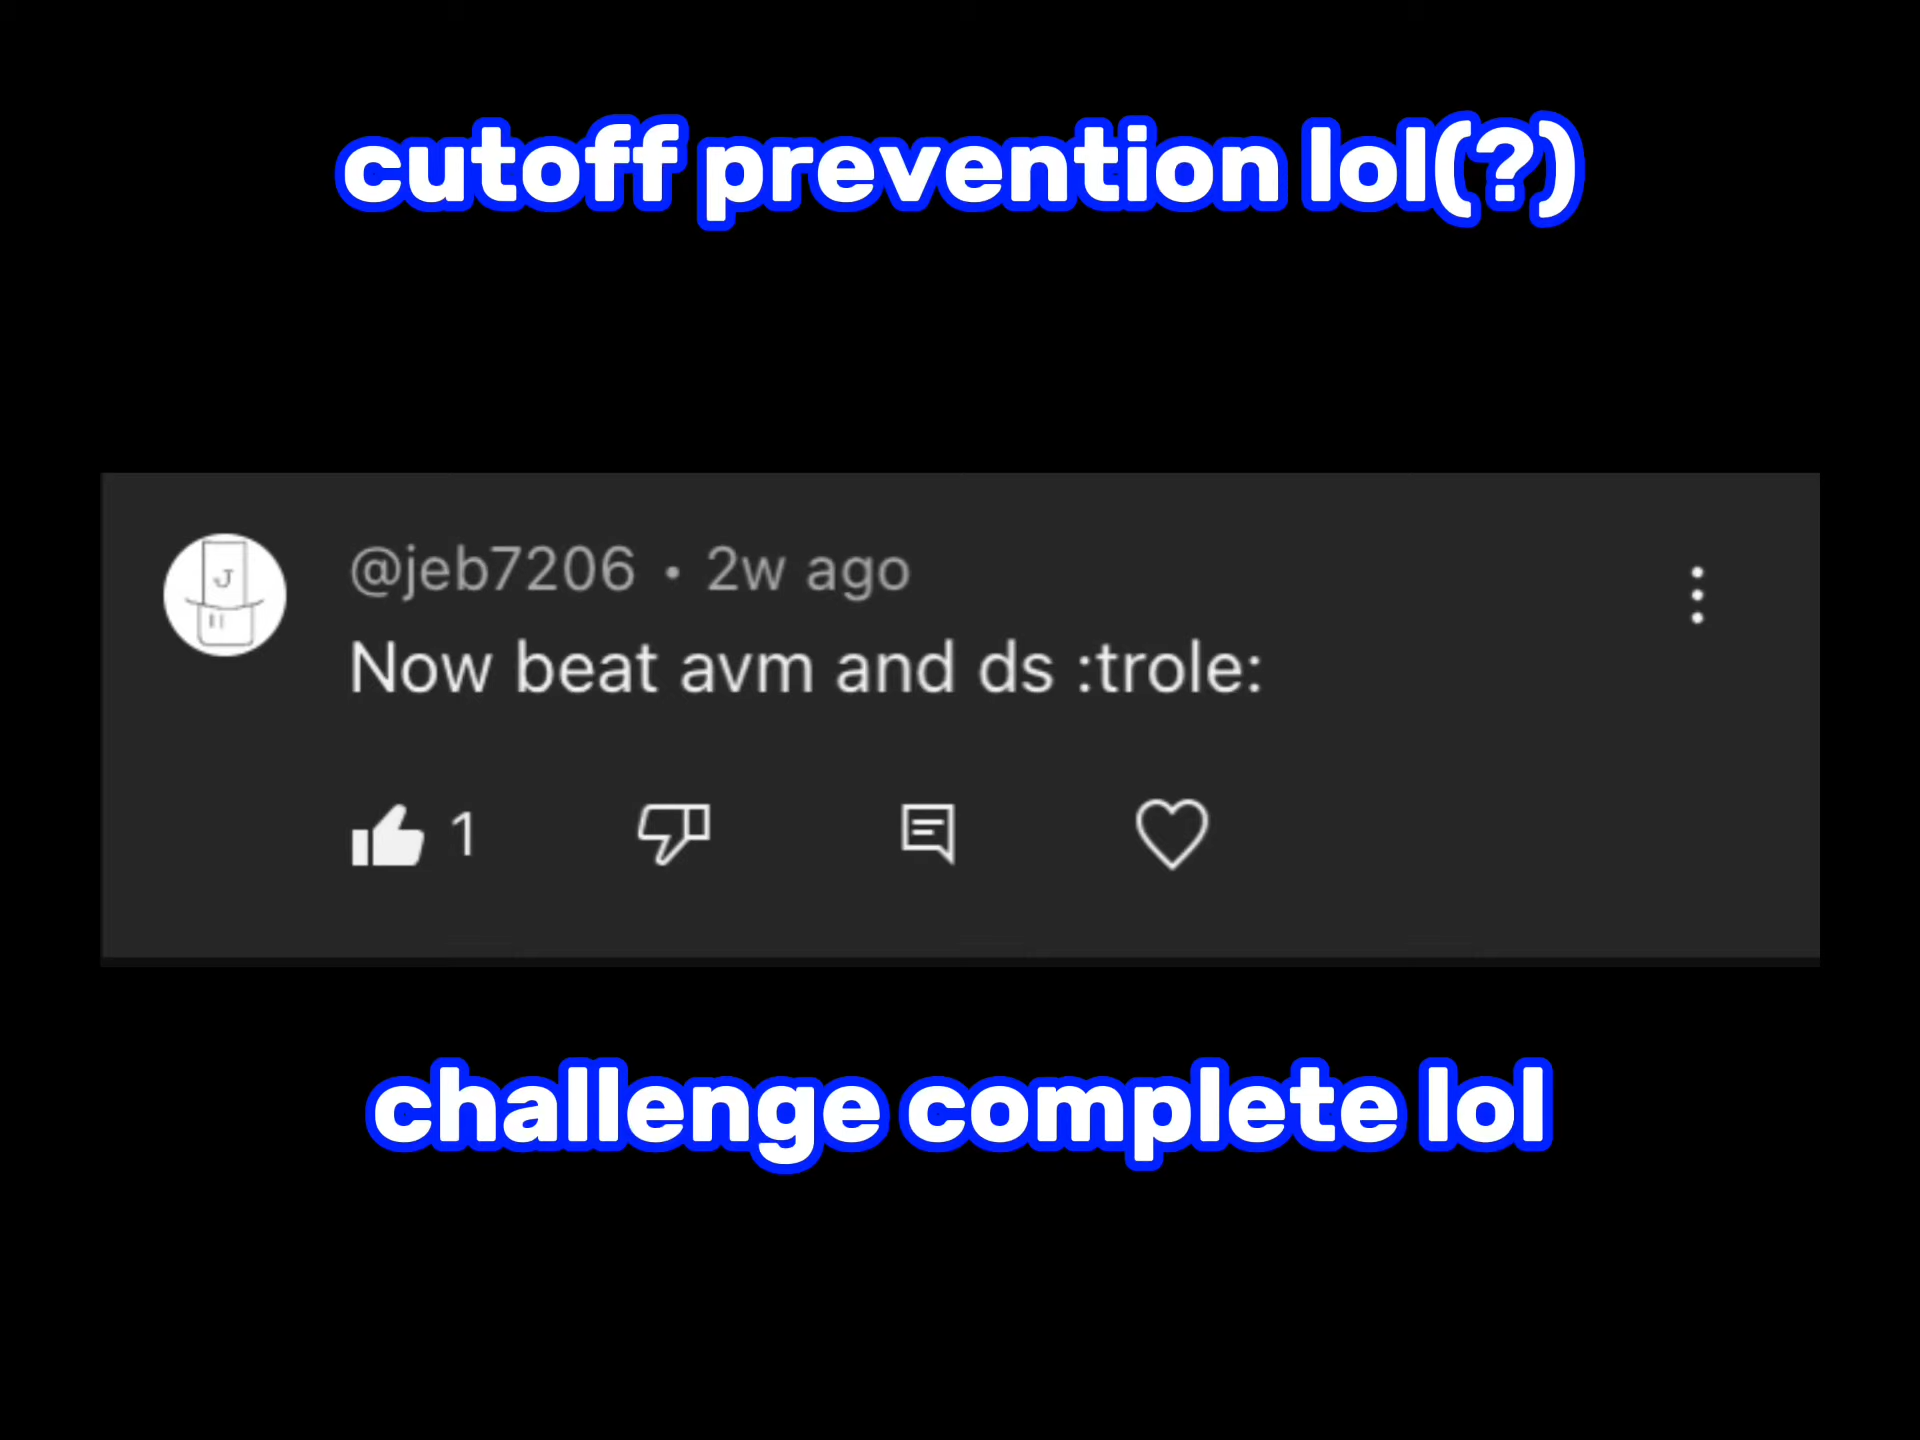 cutoff prevention lol(?)
J
@jeb7206 • 2w ago
Now beat avm and ds :trole:
1
challenge complete lol